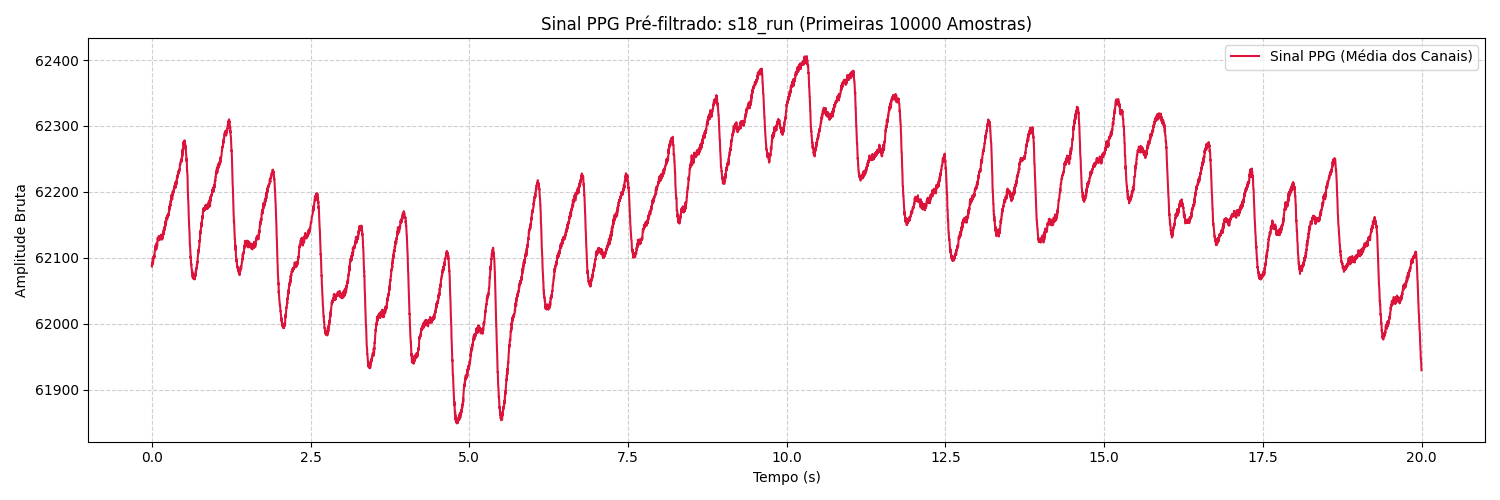 Sinal PPG Pré-filtrado: s18_run (Primeiras 10000 Amostras)
Sinal PPG (Média dos Canais)
Amplitude Bruta
62400
62300
62200
62100
62000
61900
0.0 2.5 5.0 7.5 10.0 12.5 15.0 17.5 20.0
Tempo (s)